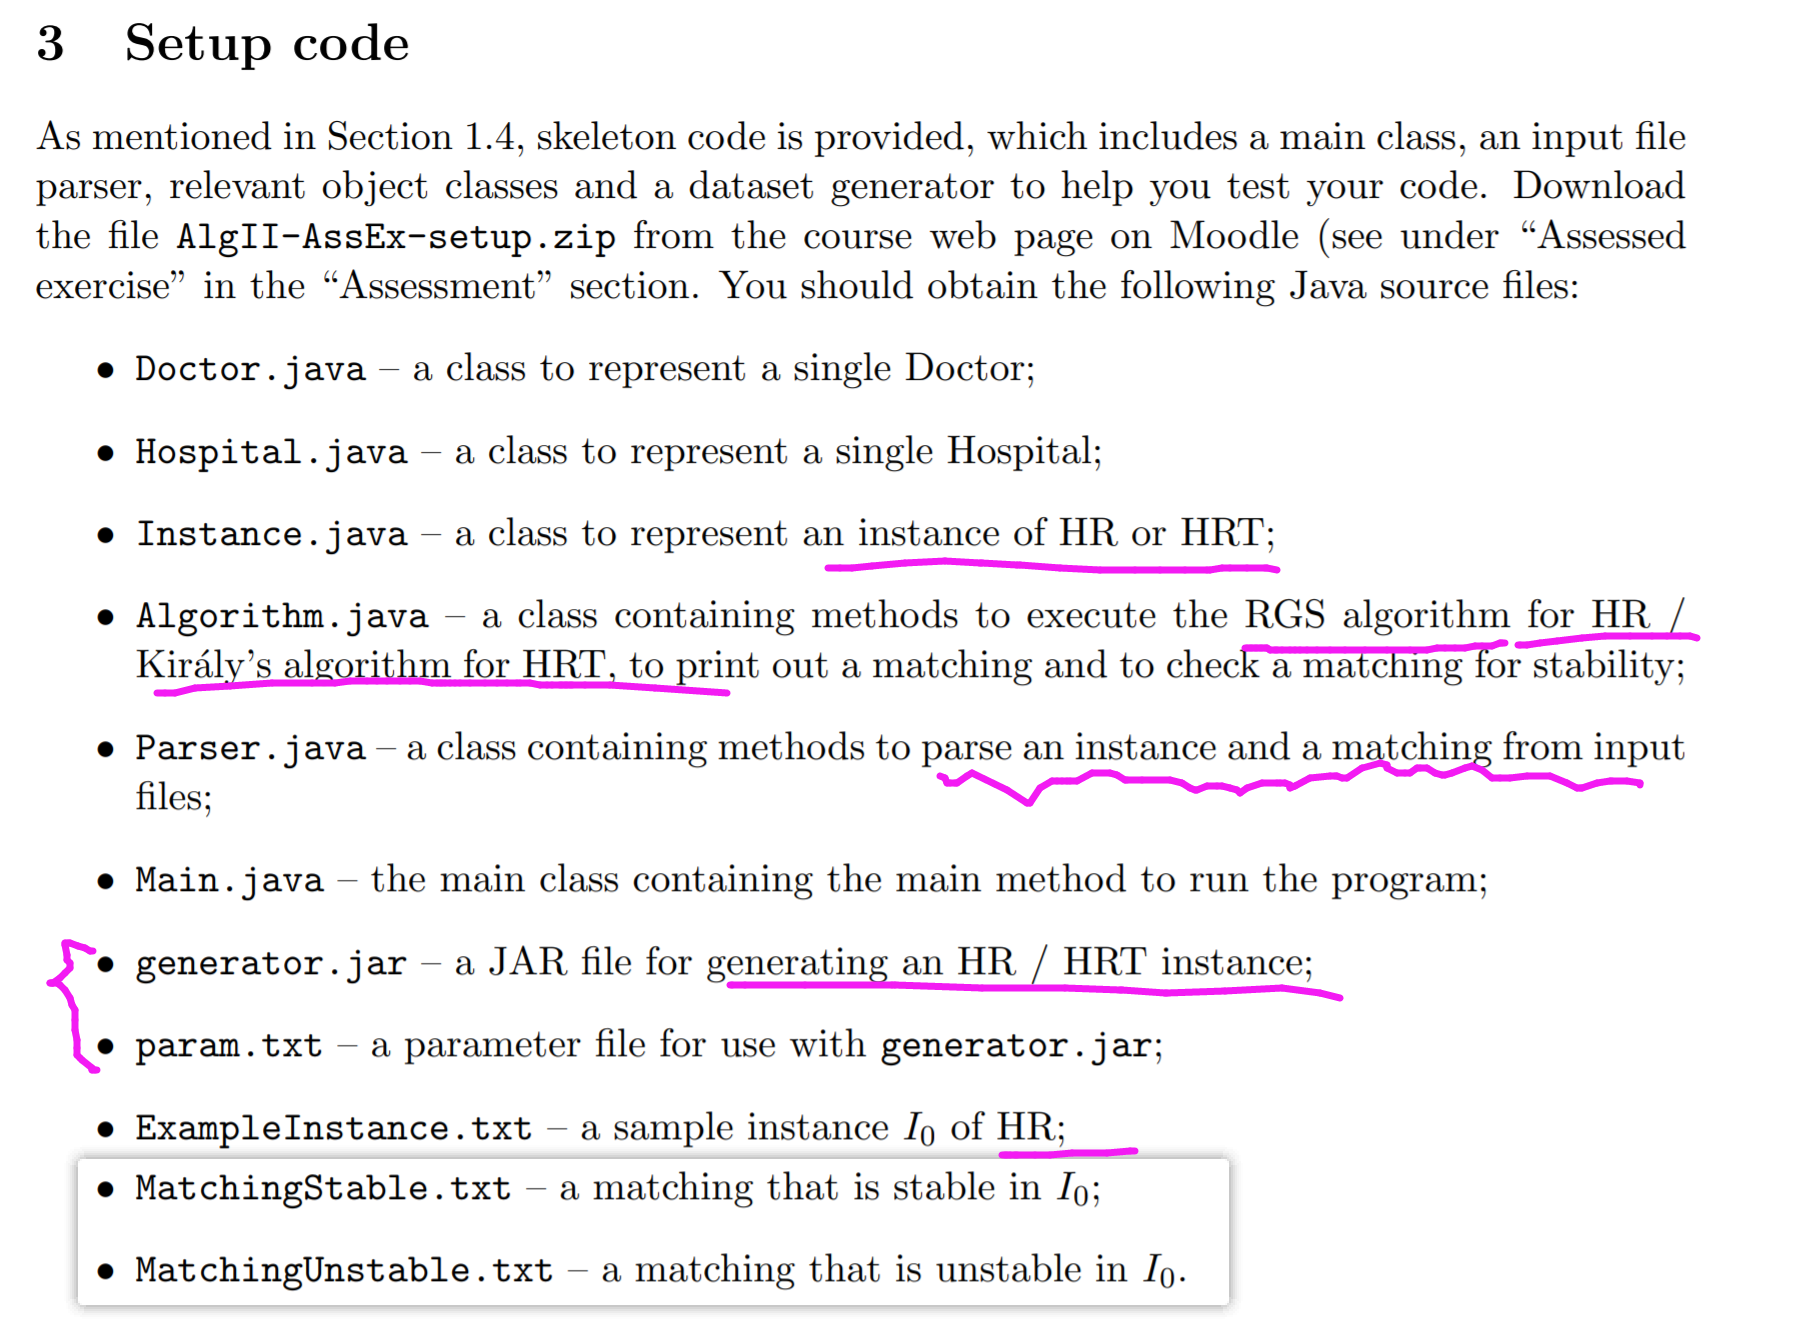 3 Setup code
As mentioned in Section 1.4, skeleton code is provided, which includes a main class, an input file
parser, relevant object classes and a dataset generator to help you test your code. Download
the file AlgII-AssEx-setup.zip from the course web page on Moodle (see under “Assessed
exercise” in the “Assessment” section. You should obtain the following Java source files:
• Doctor.java – a class to represent a single Doctor;
• Hospital.java – a class to represent a single Hospital;
• Instance.java – a class to represent an instance of HR or HRT;
• Algorithm.java – a class containing methods to execute the RGS algorithm for HR /
Király’s algorithm for HRT, to print out a matching and to check a matching for stability;
• Parser.java – a class containing methods to parse an instance and a matching from input
files;
• Main.java – the main class containing the main method to run the program;
• generator.jar – a JAR file for generating an HR / HRT instance;
• param.txt – a parameter file for use with generator.jar;
• ExampleInstance.txt – a sample instance I0 of HR;
• MatchingStable.txt – a matching that is stable in I0;
• MatchingUnstable.txt – a matching that is unstable in I0.